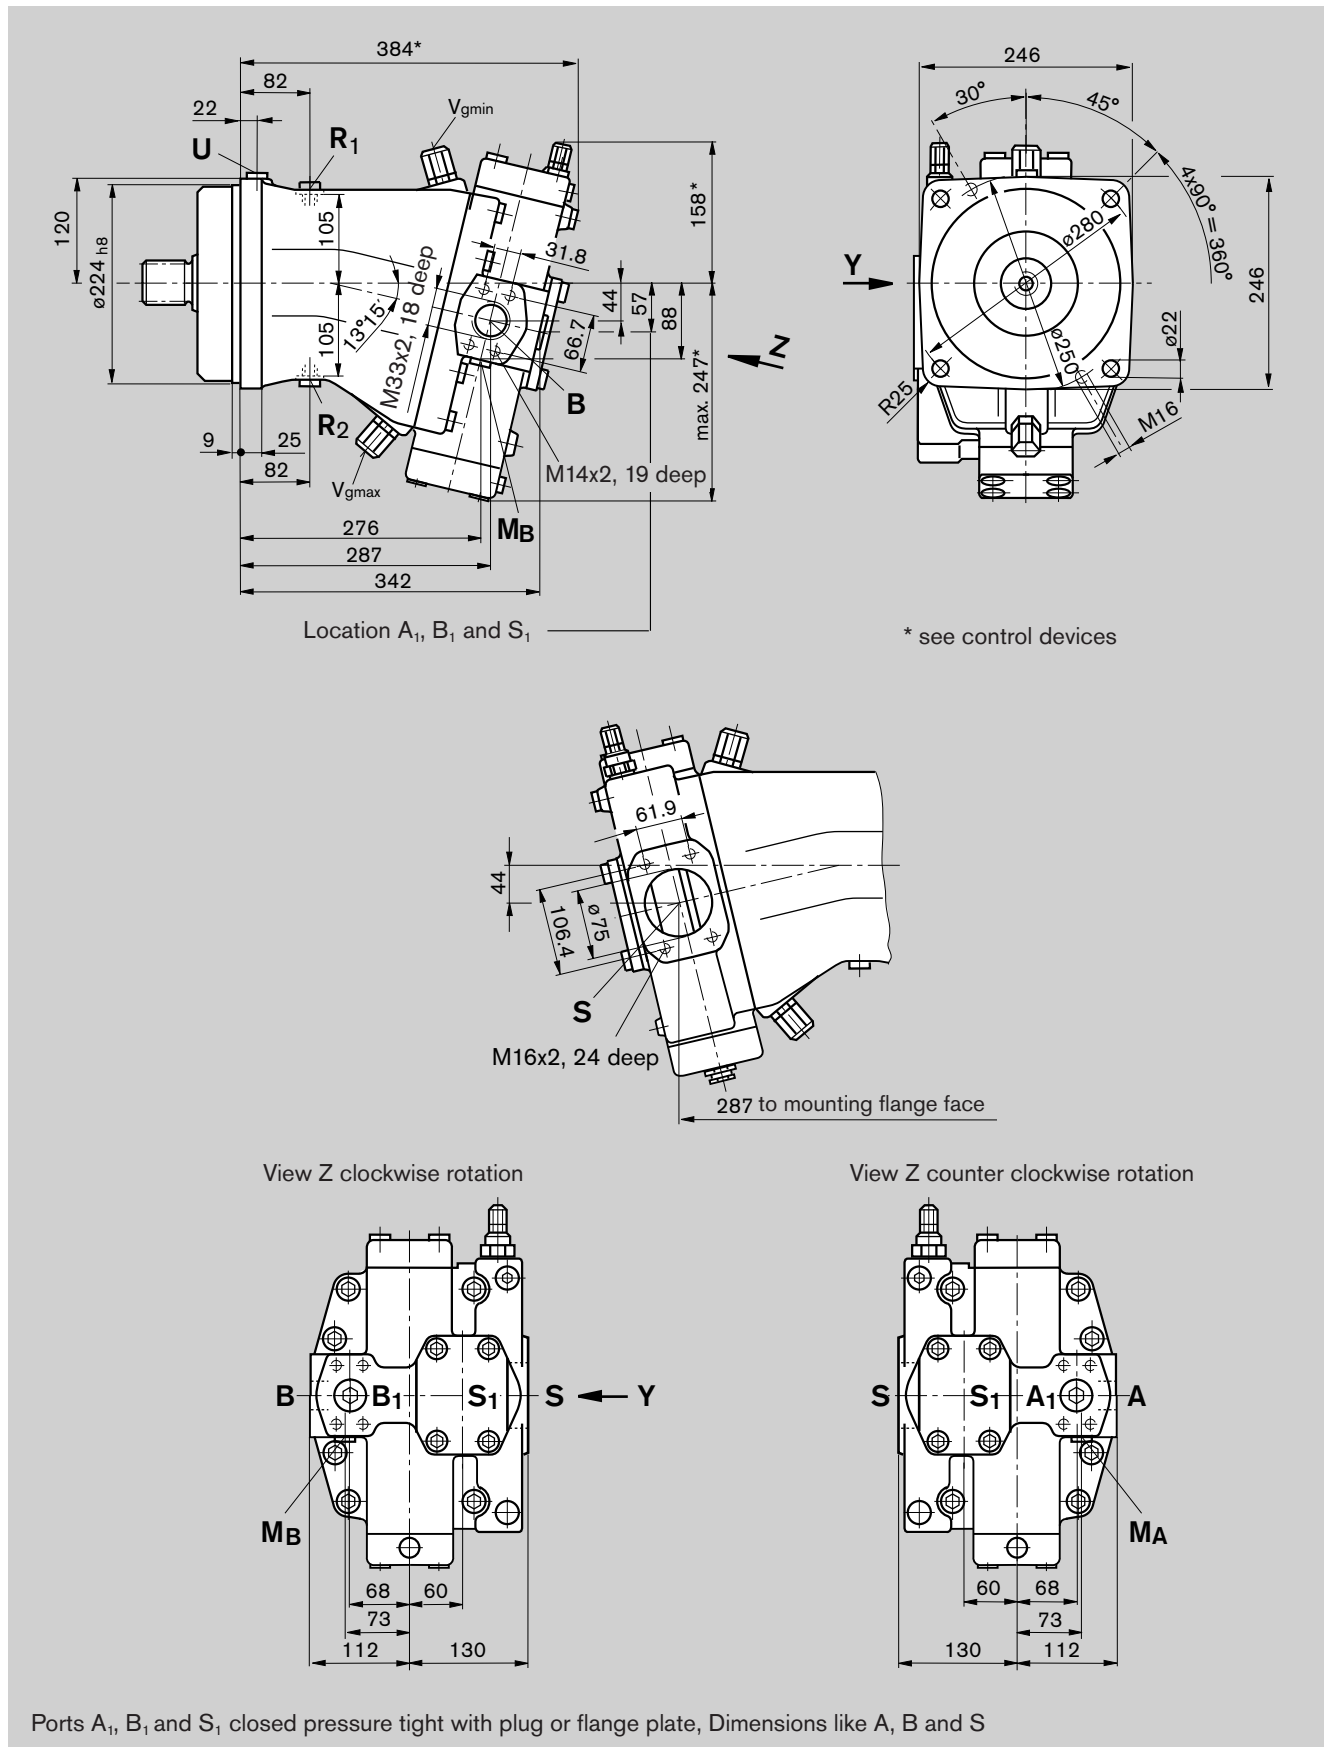 384*
82
22
U
R1
Vgmin
120
ø224 h8
105
105
13°15´
M33x2, 18 deep
31.8
44
57
88
66.7
158*
max. 247*
Z
B
R2
9
25
82
Vgmax
M14x2, 19 deep
MB
276
287
342
Location A1, B1 and S1
246
30°
45°
4x90° = 360°
ø280
Y
246
ø22
ø250
R25
M16
* see control devices
61.9
44
106.4
ø75
S
M16x2, 24 deep
287 to mounting flange face
View Z clockwise rotation
View Z counter clockwise rotation
B
B1
S1
S
Y
MB
68
60
73
112
130
S
S1
A1
A
MA
60
68
73
130
112
Ports A1, B1 and S1 closed pressure tight with plug or flange plate, Dimensions like A, B and S